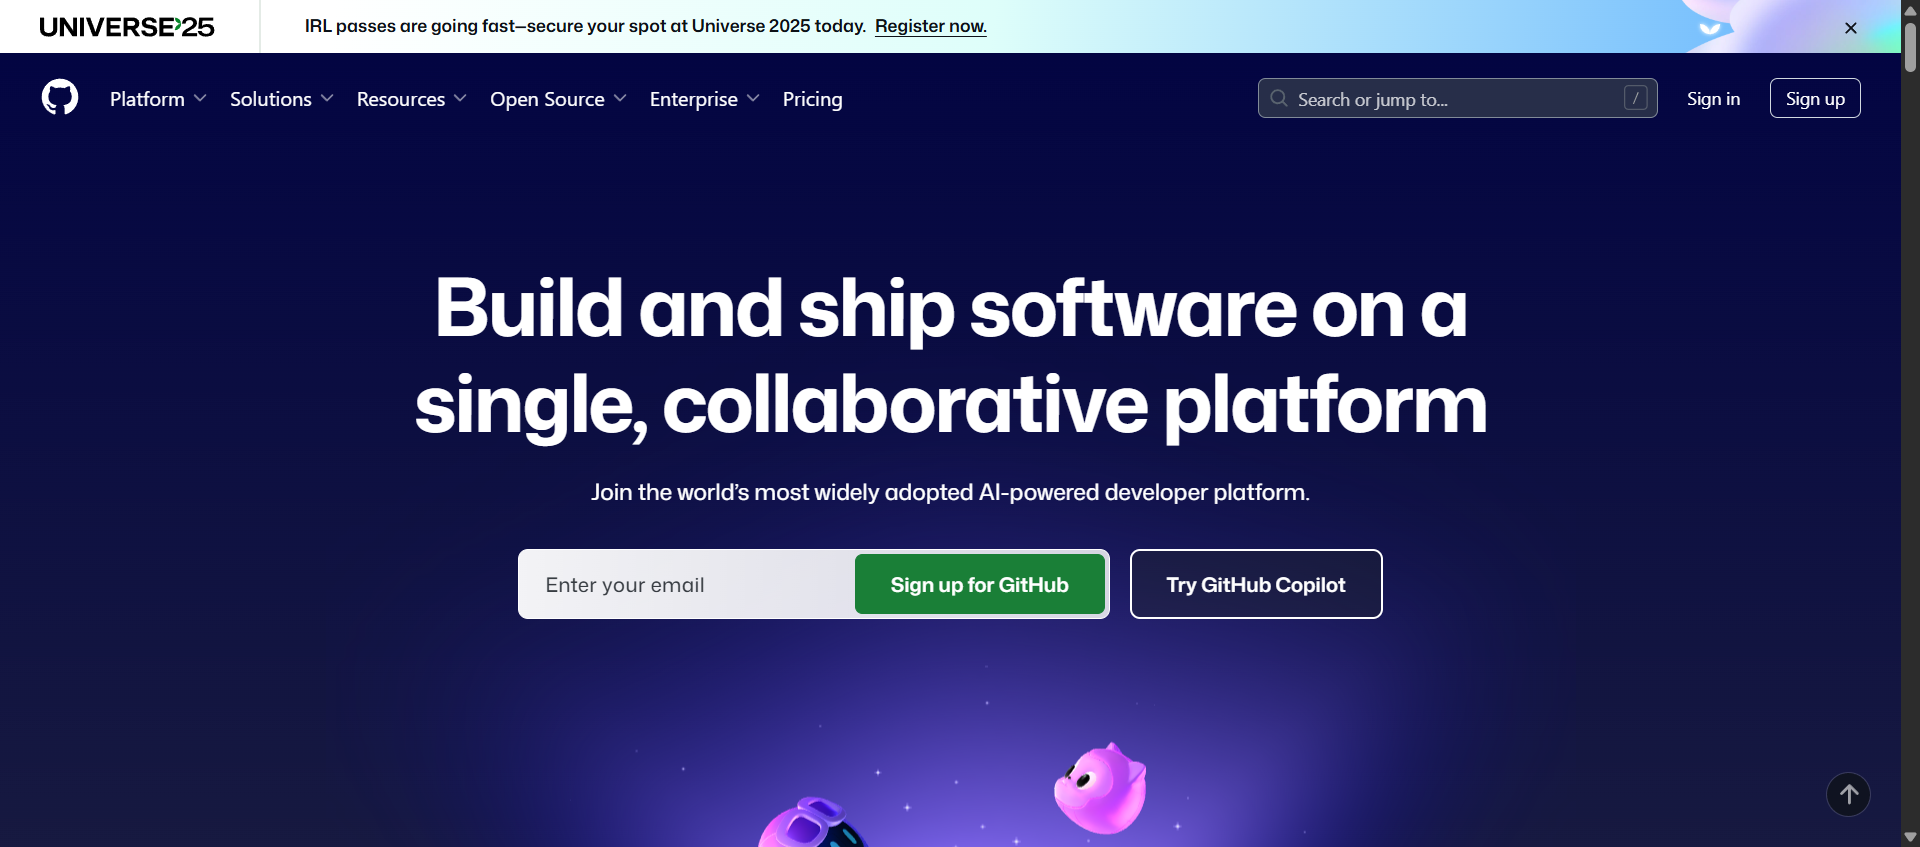 UNIVERSE'25
IRL passes are going fast—secure your spot at Universe 2025 today. Register now.
Platform Solutions Resources Open Source Enterprise Pricing
Search or jump to... /
Sign in
Sign up
Build and ship software on a
single, collaborative platform
Join the world’s most widely adopted AI-powered developer platform.
Enter your email
Sign up for GitHub
Try GitHub Copilot